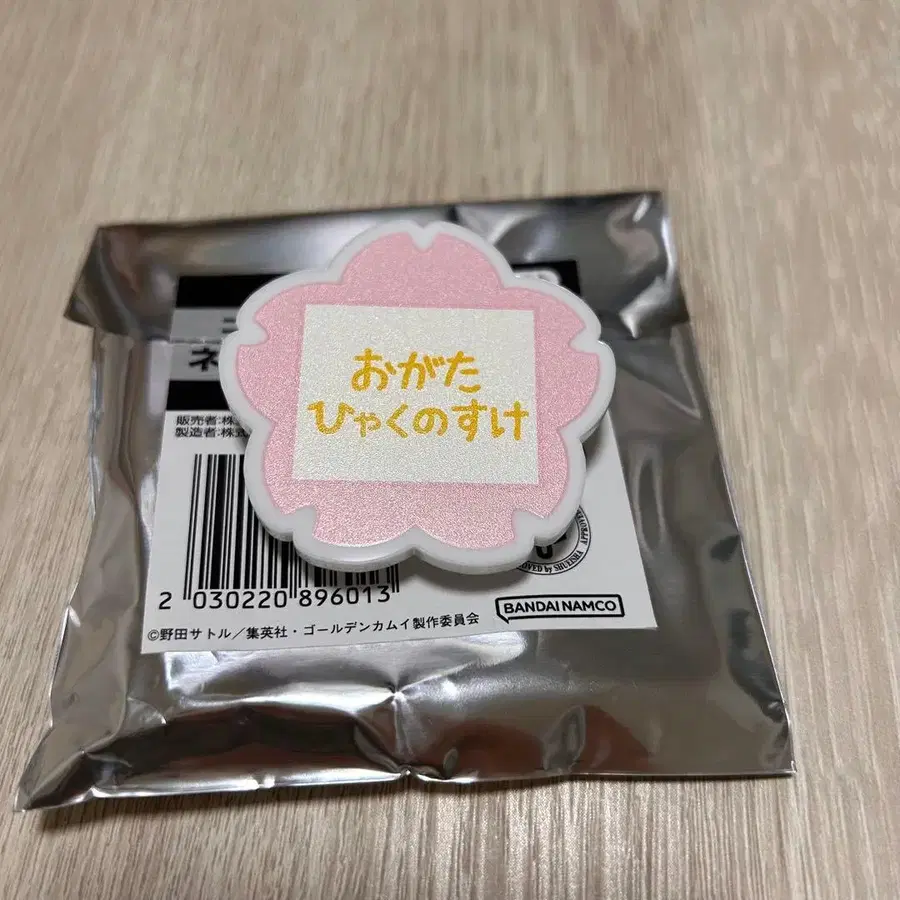 おがた
ひゃくのすけ
ネ
販売者:株
製造者:株式
2 030220 896013
BANDAI NAMCO
©野田サトル／集英社・ゴールデンカムイ製作委員会